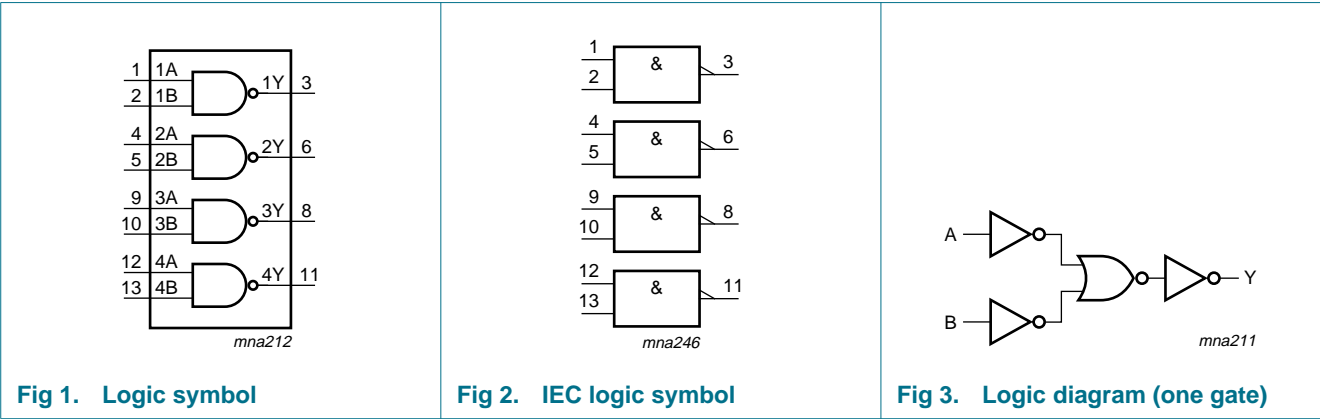 1 1A 1Y 3
2 1B
4 2A 2Y 6
5 2B
9 3A 3Y 8
10 3B
12 4A 4Y 11
13 4B
mna212
Fig 1. Logic symbol
1 & 3
2
4 & 6
5
9 & 8
10
12 & 11
13
mna246
Fig 2. IEC logic symbol
A
Y
B
mna211
Fig 3. Logic diagram (one gate)